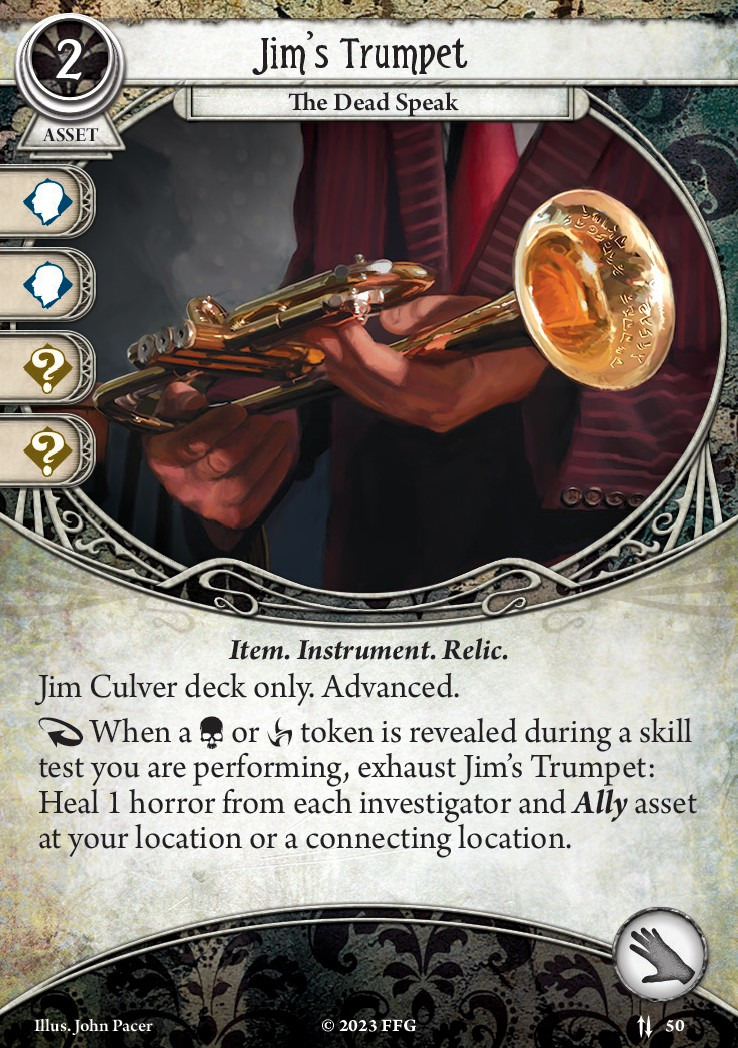 2
Jim's Trumpet
The Dead Speak
ASSET
?
?
Item. Instrument. Relic.
Jim Culver deck only. Advanced.
When a or token is revealed during a skill
test you are performing, exhaust Jim's Trumpet:
Heal 1 horror from each investigator and Ally asset
at your location or a connecting location.
Illus. John Pacer
© 2023 FFG
50